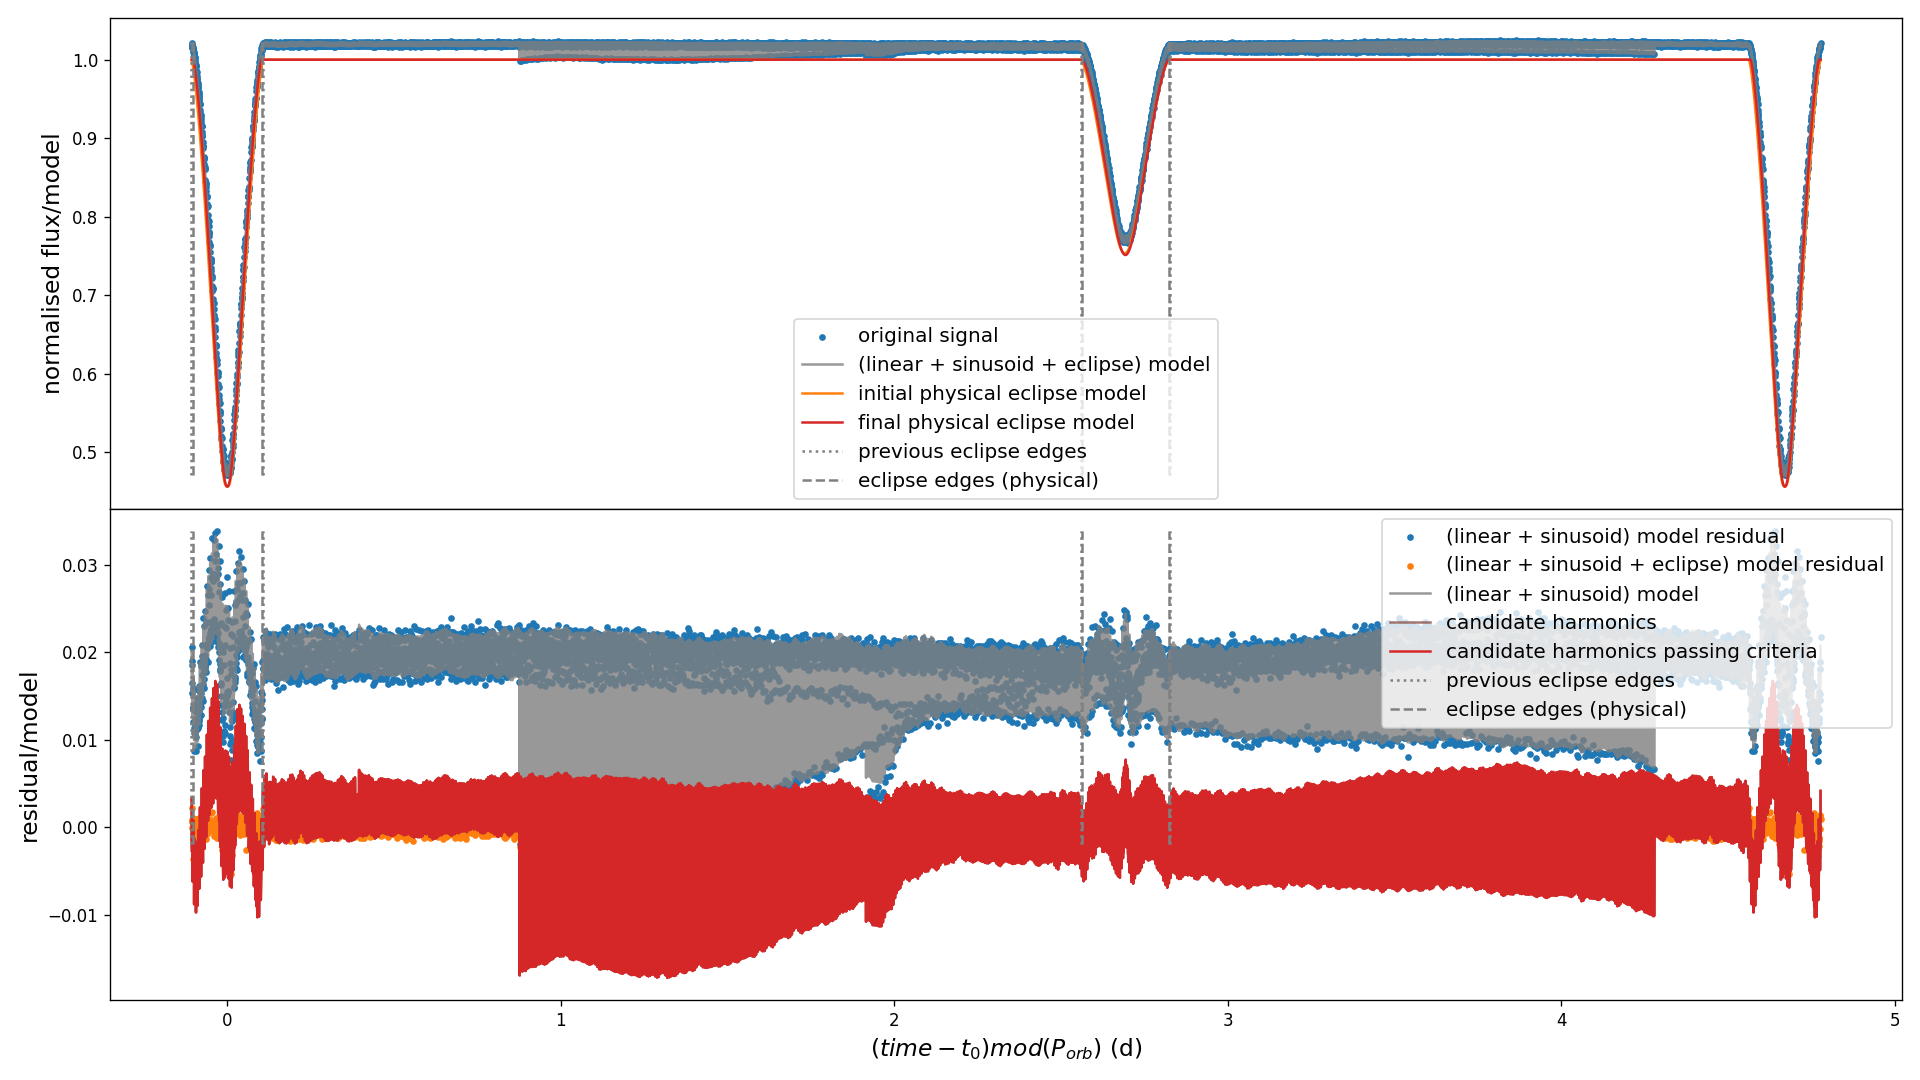 normalised flux/model
1.0
0.9
0.8
0.7
0.6
0.5
original signal
(linear + sinusoid + eclipse) model
initial physical eclipse model
final physical eclipse model
previous eclipse edges
eclipse edges (physical)
residual/model
0.03
0.02
0.01
0.00
−0.01
(linear + sinusoid) model residual
(linear + sinusoid + eclipse) model residual
(linear + sinusoid) model
candidate harmonics
candidate harmonics passing criteria
previous eclipse edges
eclipse edges (physical)
0 1 2 3 4 5
(time − t₀)mod(Pₒᵣb) (d)